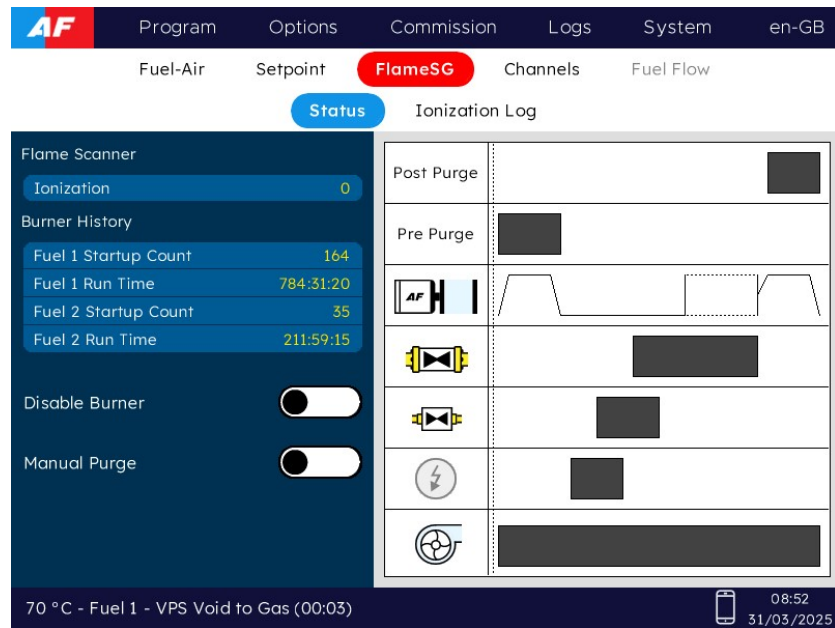 AF Program Options Commission Logs System en-GB
Fuel-Air Setpoint FlameSG Channels Fuel Flow
Status Ionization Log
Flame Scanner
Ionization 0
Burner History
Fuel 1 Startup Count 164
Fuel 1 Run Time 784:31:20
Fuel 2 Startup Count 35
Fuel 2 Run Time 211:59:15
Disable Burner
Manual Purge
Post Purge
Pre Purge
AF
70 °C - Fuel 1 - VPS Void to Gas (00:03)
08:52
31/03/2025